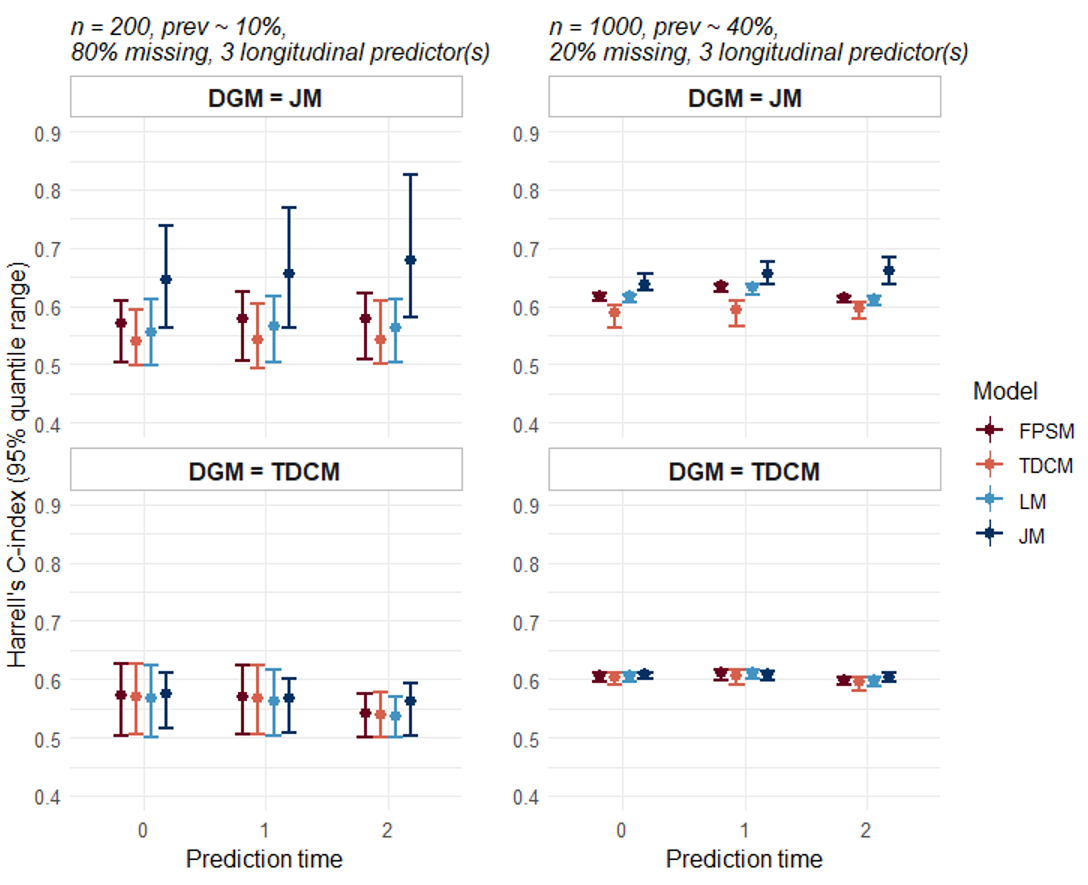 n = 200, prev ~ 10%,
80% missing, 3 longitudinal predictor(s)
n = 1000, prev ~ 40%,
20% missing, 3 longitudinal predictor(s)
Harrell's C-index (95% quantile range)
DGM = JM
0.9
0.8
0.7
0.6
0.5
0.4
DGM = JM
0.9
0.8
0.7
0.6
0.5
0.4
DGM = TDCM
0.9
0.8
0.7
0.6
0.5
0.4
0 1 2
Prediction time
DGM = TDCM
0.9
0.8
0.7
0.6
0.5
0.4
0 1 2
Prediction time
Model
FPSM
TDCM
LM
JM